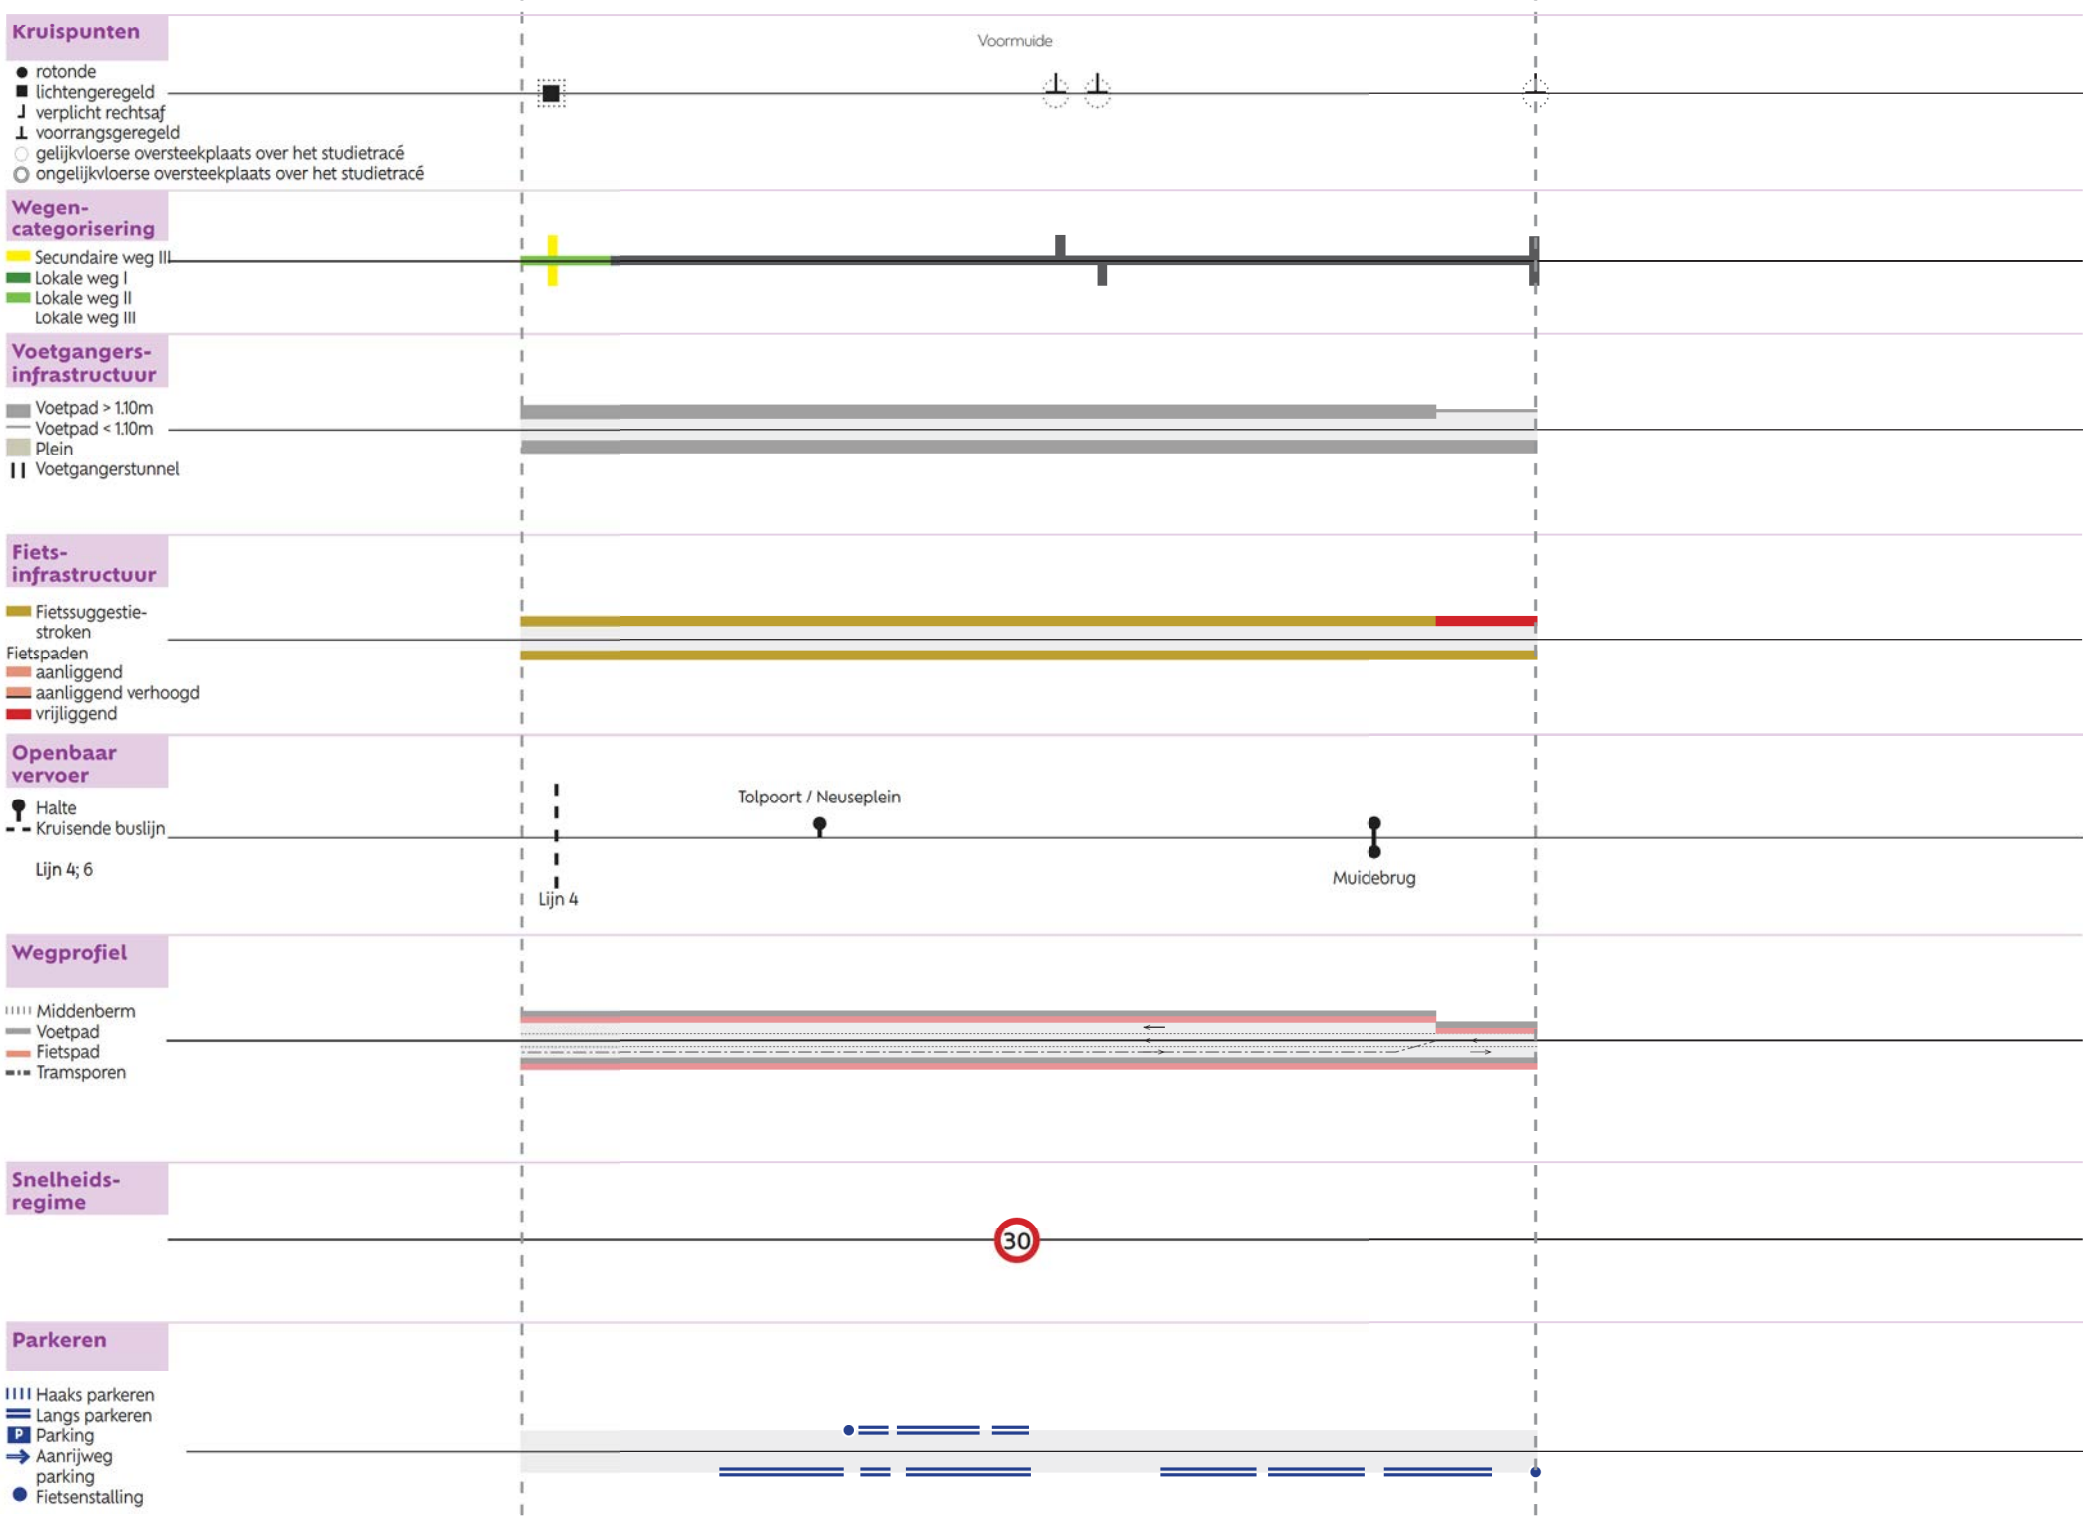 Kruispunten
Voormuide
rotonde
lichtengeregeld
verplicht rechtsaf
voorrangsgeregeld
gelijkvloerse oversteekplaats over het studietracé
ongelijkvloerse oversteekplaats over het studietracé
Wegen-
categorisering
Secundaire weg III
Lokale weg I
Lokale weg II
Lokale weg III
Voetgangers-
infrastructuur
Voetpad > 1.10m
Voetpad < 1.10m
Plein
Voetgangerstunnel
Fiets-
infrastructuur
Fietssuggestie-
stroken
Fietspaden
aanliggend
aanliggend verhoogd
vrijliggend
Openbaar
vervoer
Tolpoort / Neuseplein
Halte
Kruisende buslijn
Lijn 4; 6
Muidebrug
Lijn 4
Wegprofiel
Middenberm
Voetpad
Fietspad
Tramsporen
Snelheids-
regime
30
Parkeren
Haaks parkeren
Langs parkeren
P Parking
Aanrijweg
parking
Fietsenstalling